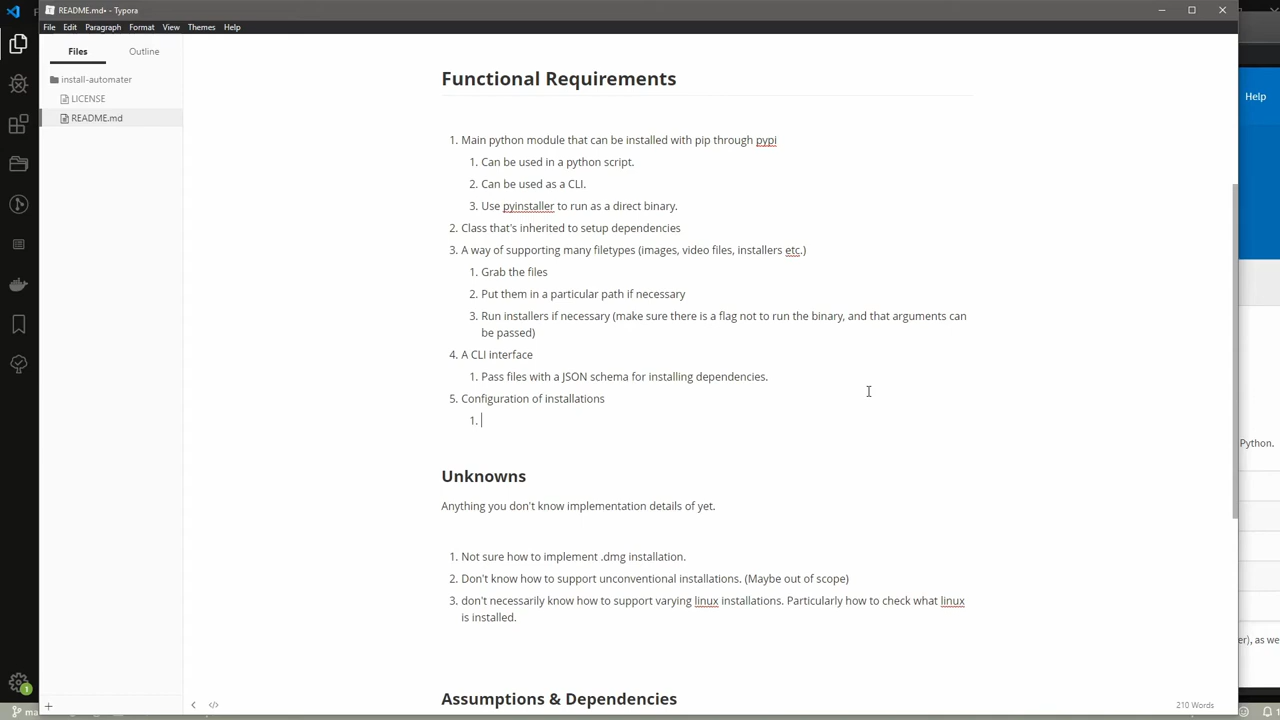 README.md• - Typora
File Edit Paragraph Format View Themes Help
Files Outline
install-automater
LICENSE
README.md
Functional Requirements
1. Main python module that can be installed with pip through pypi
1. Can be used in a python script.
2. Can be used as a CLI.
3. Use pyinstaller to run as a direct binary.
2. Class that's inherited to setup dependencies
3. A way of supporting many filetypes (images, video files, installers etc.)
1. Grab the files
2. Put them in a particular path if necessary
3. Run installers if necessary (make sure there is a flag not to run the binary, and that arguments can
be passed)
4. A CLI interface
1. Pass files with a JSON schema for installing dependencies.
5. Configuration of installations
1.
Unknowns
Anything you don't know implementation details of yet.
1. Not sure how to implement .dmg installation.
2. Don't know how to support unconventional installations. (Maybe out of scope)
3. don't necessarily know how to support varying linux installations. Particularly how to check what linux
is installed.
Assumptions & Dependencies
210 Words
Help
Python.
er), as we
1